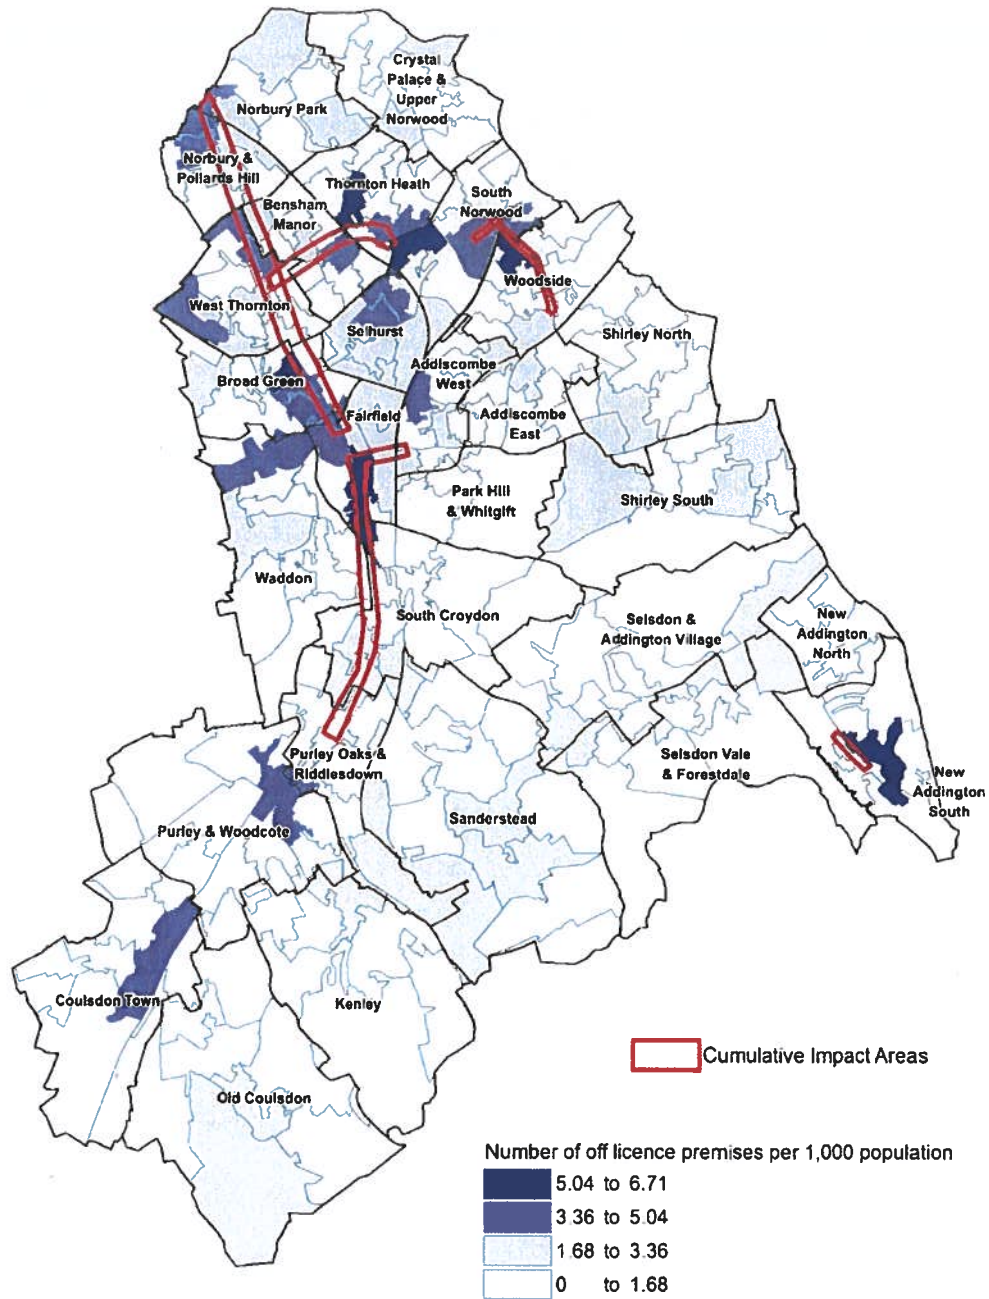 Crystal
Palace &
Upper
Norwood
Norbury Park
Norbury &
Pollards Hill
Thornton Heath
Bensham
Manor
South
Norwood
Woodside
West Thornton
Selhurst
Shirley North
Addiscombe
West
Broad Green
Fairfield
Addiscombe
East
Park Hill
& Whitgift
Shirley South
Waddon
South Croydon
Selsdon &
Addington Village
New
Addington
North
Purley Oaks &
Riddlesdown
Selsdon Vale
& Forestdale
New
Addington
South
Sanderstead
Purley & Woodcote
Coulsdon Town
Kenley
Old Coulsdon
Cumulative Impact Areas
Number of off licence premises per 1,000 population
5.04 to 6.71
3.36 to 5.04
1.68 to 3.36
0 to 1.68